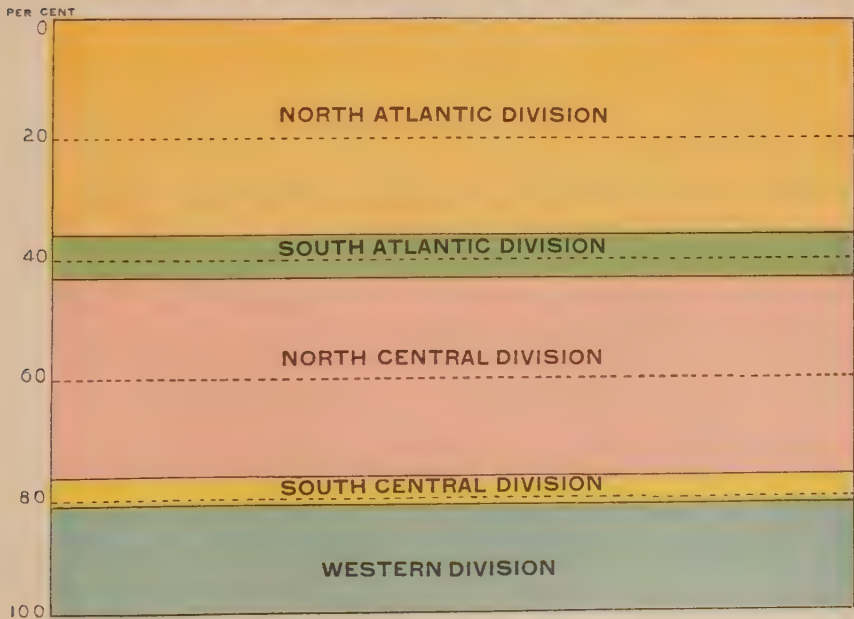 PER CENT
0
NORTH ATLANTIC DIVISION
20
SOUTH ATLANTIC DIVISION
40
NORTH CENTRAL DIVISION
60
SOUTH CENTRAL DIVISION
80
WESTERN DIVISION
100